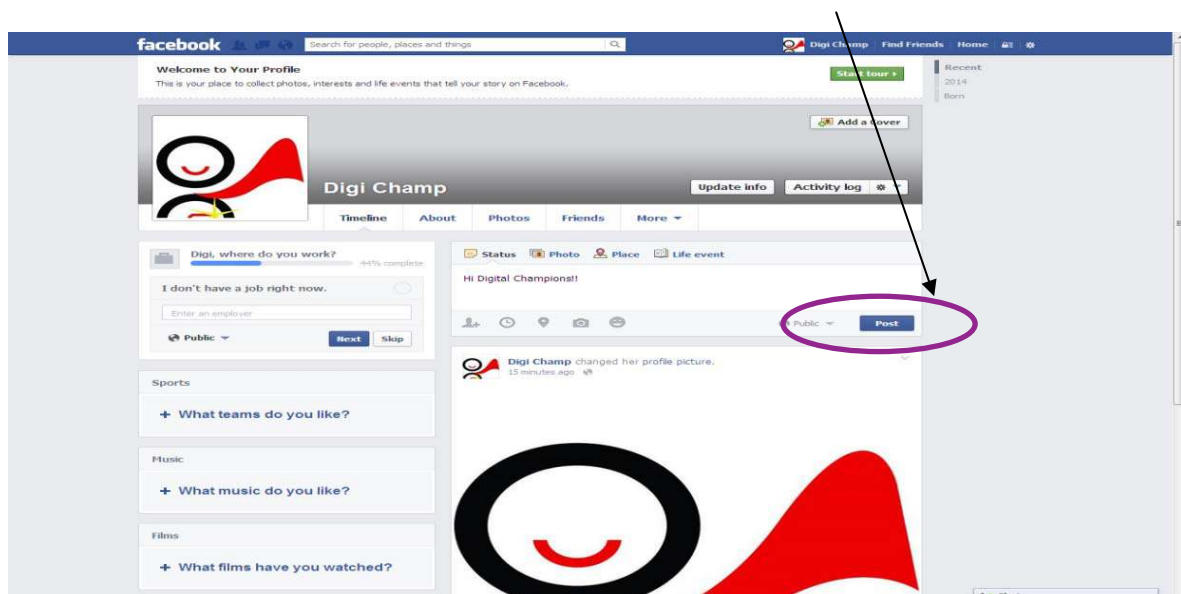 facebook Search for people, places and things Digi Champ Find Friends Home
Welcome to Your Profile
This is your place to collect photos, interests and life events that tell your story on Facebook.
Start tour
Recent
2014
Born
Add a Cover
Digi Champ
Update info Activity log
Timeline About Photos Friends More
Digi, where do you work?
44% complete
I don't have a job right now.
Enter an employer
Public Next Skip
Status Photo Place Life event
Hi Digital Champions!!
Public Post
Digi Champ changed her profile picture.
15 minutes ago
Sports
+ What teams do you like?
Music
+ What music do you like?
Films
+ What films have you watched?